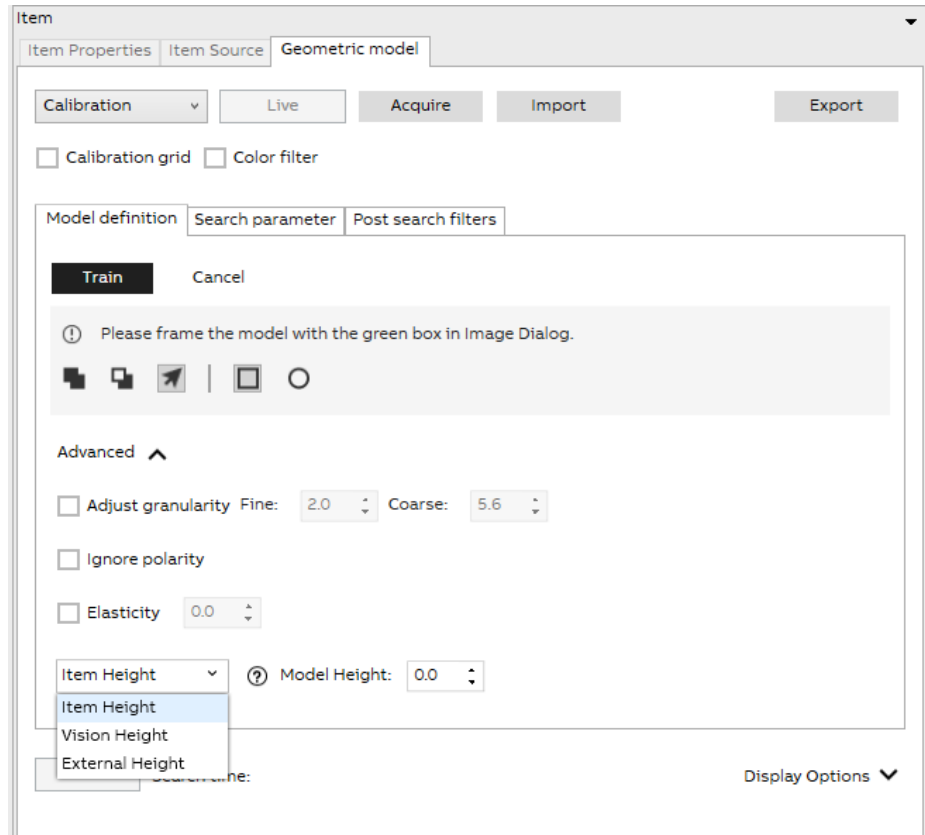 Item
Item Properties Item Source Geometric model
Calibration Live Acquire Import Export
Calibration grid Color filter
Model definition Search parameter Post search filters
Train Cancel
Please frame the model with the green box in Image Dialog.
Advanced
Adjust granularity Fine: 2.0 Coarse: 5.6
Ignore polarity
Elasticity 0.0
Item Height ? Model Height: 0.0
Item Height
Vision Height
External Height
time: Display Options